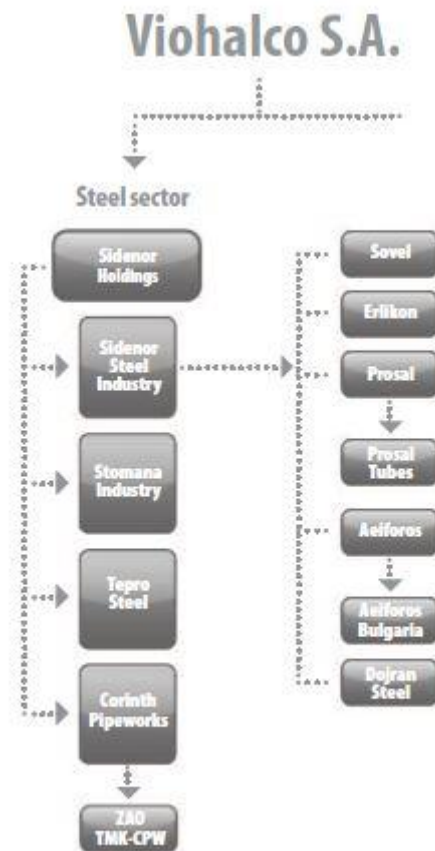 Viohalco S.A.
Steel sector
Sidenor
Holdings
Sidenor
Steel
Industry
Stomana
Industry
Tepro
Steel
Corinth
Pipeworks
ZAO
TMK-CPW
Sovel
Erlikon
Prosal
Prosal
Tubes
Aeiforos
Aeiforos
Bulgaria
Dojran
Steel